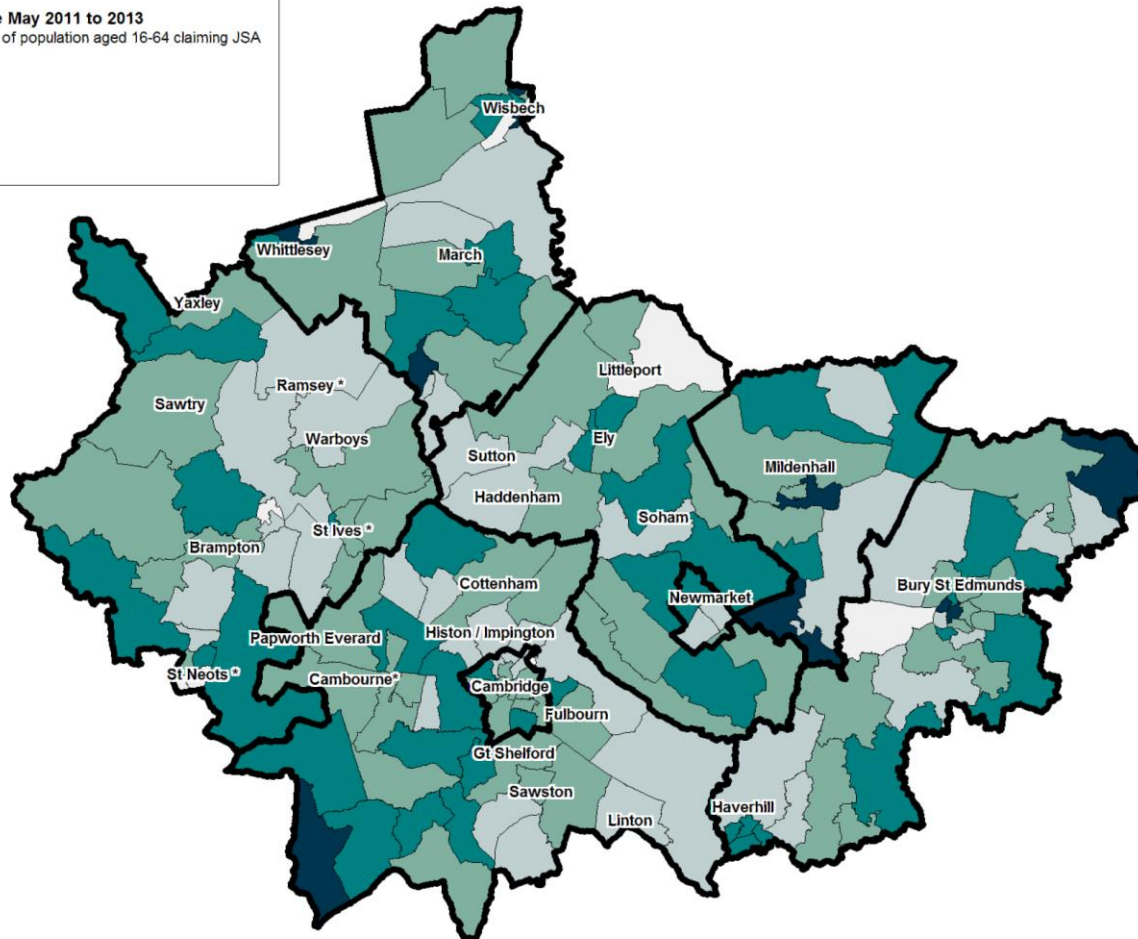 May 2011 to 2013
of population aged 16-64 claiming JSA
Wisbech
Whittlesey
March
Yaxley
Littleport
Ramsey *
Sawtry
Warboys
Ely
Sutton
Mildenhall
Haddenham
Soham
St Ives *
Brampton
Cottenham
Bury St Edmunds
Newmarket
Papworth Everard
Histon / Impington
St Neots *
Cambourne*
Cambridge
Fulbourn
Gt Shelford
Sawston
Haverhill
Linton